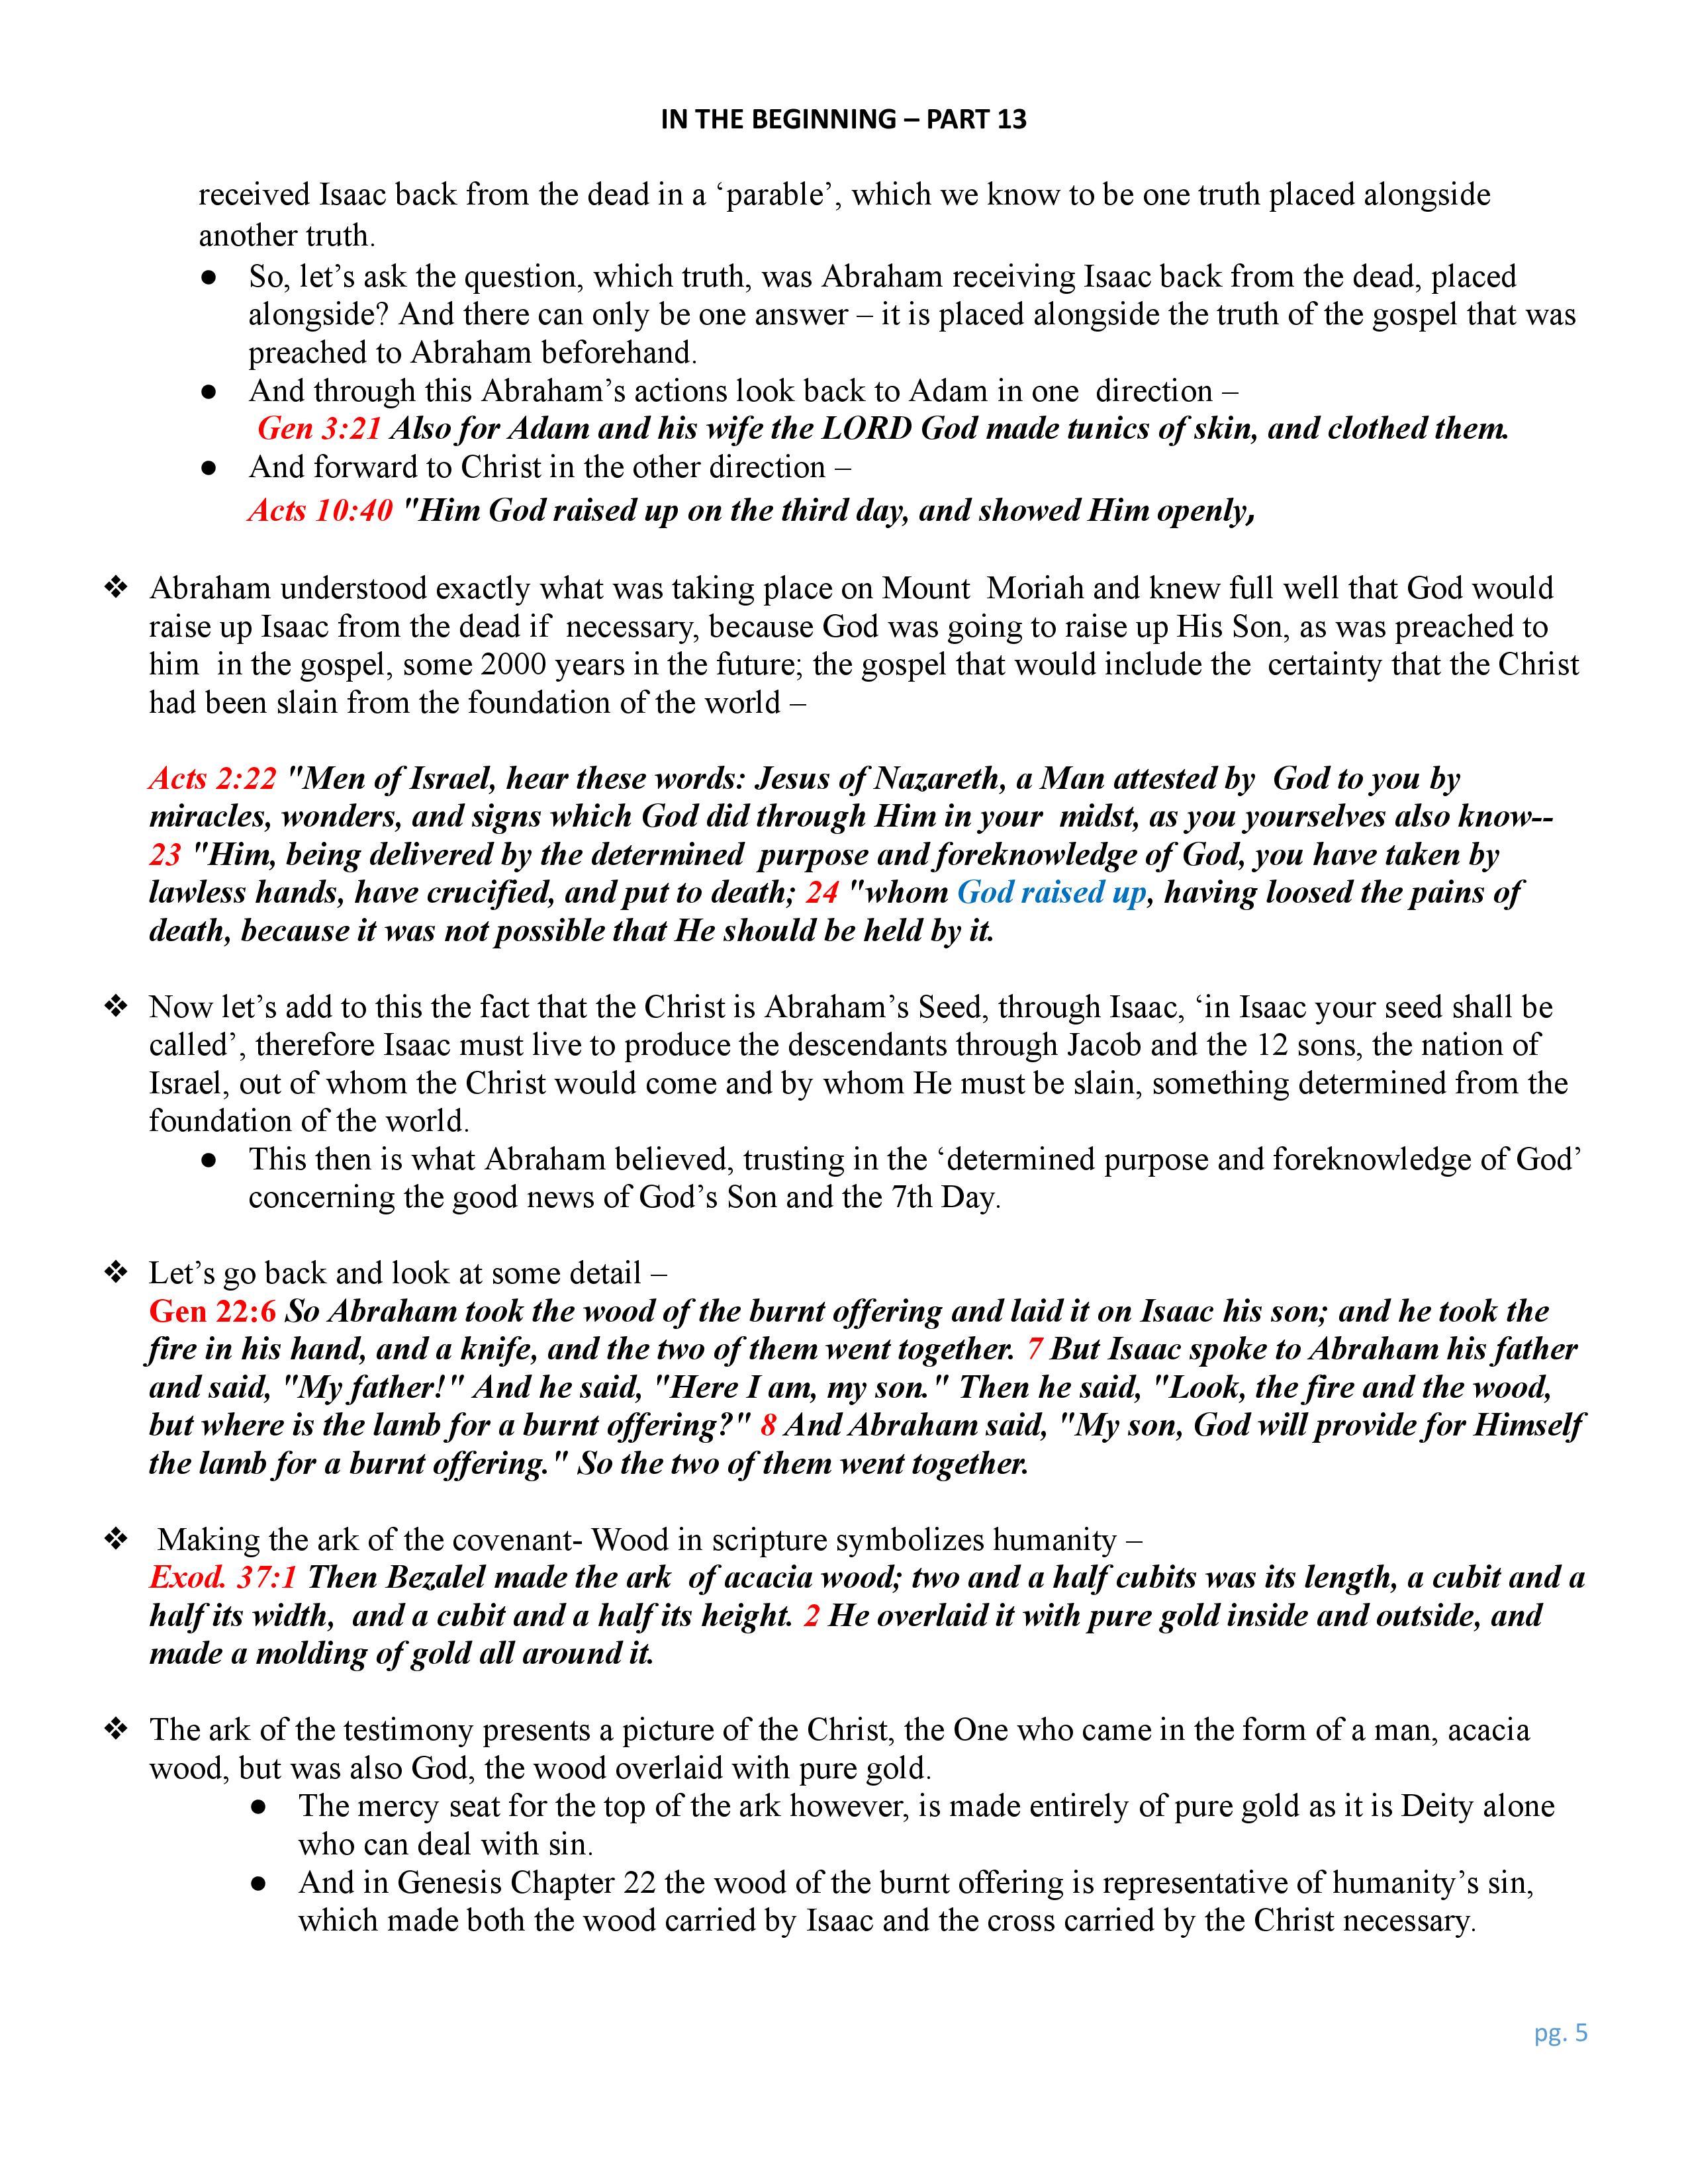 IN THE BEGINNING – PART 13
received Isaac back from the dead in a ‘parable’, which we know to be one truth placed alongside
another truth.
● So, let’s ask the question, which truth, was Abraham receiving Isaac back from the dead, placed
alongside? And there can only be one answer – it is placed alongside the truth of the gospel that was
preached to Abraham beforehand.
● And through this Abraham’s actions look back to Adam in one direction –
Gen 3:21 Also for Adam and his wife the LORD God made tunics of skin, and clothed them.
● And forward to Christ in the other direction –
Acts 10:40 "Him God raised up on the third day, and showed Him openly,
❖ Abraham understood exactly what was taking place on Mount Moriah and knew full well that God would
raise up Isaac from the dead if necessary, because God was going to raise up His Son, as was preached to
him in the gospel, some 2000 years in the future; the gospel that would include the certainty that the Christ
had been slain from the foundation of the world –
Acts 2:22 "Men of Israel, hear these words: Jesus of Nazareth, a Man attested by God to you by
miracles, wonders, and signs which God did through Him in your midst, as you yourselves also know--
23 "Him, being delivered by the determined purpose and foreknowledge of God, you have taken by
lawless hands, have crucified, and put to death; 24 "whom God raised up, having loosed the pains of
death, because it was not possible that He should be held by it.
❖ Now let’s add to this the fact that the Christ is Abraham’s Seed, through Isaac, ‘in Isaac your seed shall be
called’, therefore Isaac must live to produce the descendants through Jacob and the 12 sons, the nation of
Israel, out of whom the Christ would come and by whom He must be slain, something determined from the
foundation of the world.
● This then is what Abraham believed, trusting in the ‘determined purpose and foreknowledge of God’
concerning the good news of God’s Son and the 7th Day.
❖ Let’s go back and look at some detail –
Gen 22:6 So Abraham took the wood of the burnt offering and laid it on Isaac his son; and he took the
fire in his hand, and a knife, and the two of them went together. 7 But Isaac spoke to Abraham his father
and said, "My father!" And he said, "Here I am, my son." Then he said, "Look, the fire and the wood,
but where is the lamb for a burnt offering?" 8 And Abraham said, "My son, God will provide for Himself
the lamb for a burnt offering." So the two of them went together.
❖ Making the ark of the covenant- Wood in scripture symbolizes humanity –
Exod. 37:1 Then Bezalel made the ark of acacia wood; two and a half cubits was its length, a cubit and a
half its width, and a cubit and a half its height. 2 He overlaid it with pure gold inside and outside, and
made a molding of gold all around it.
❖ The ark of the testimony presents a picture of the Christ, the One who came in the form of a man, acacia
wood, but was also God, the wood overlaid with pure gold.
● The mercy seat for the top of the ark however, is made entirely of pure gold as it is Deity alone
who can deal with sin.
● And in Genesis Chapter 22 the wood of the burnt offering is representative of humanity’s sin,
which made both the wood carried by Isaac and the cross carried by the Christ necessary.
pg. 5